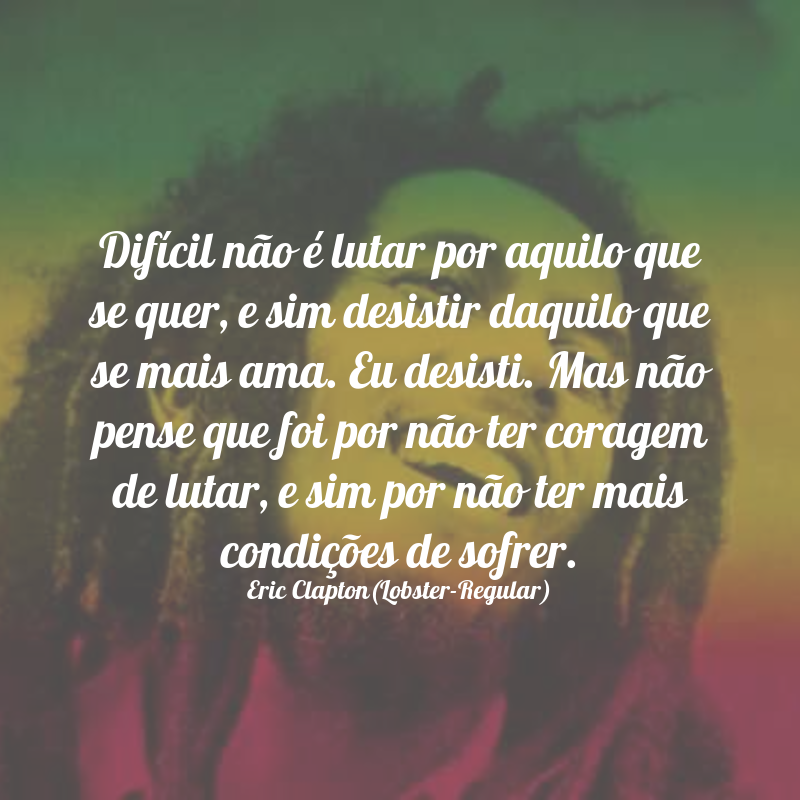 Difícil não é lutar por aquilo que
se quer, e sim desistir daquilo que
se mais ama. Eu desisti. Mas não
pense que foi por não ter coragem
de lutar, e sim por não ter mais
condições de sofrer.
Eric Clapton(Lobster-Regular)